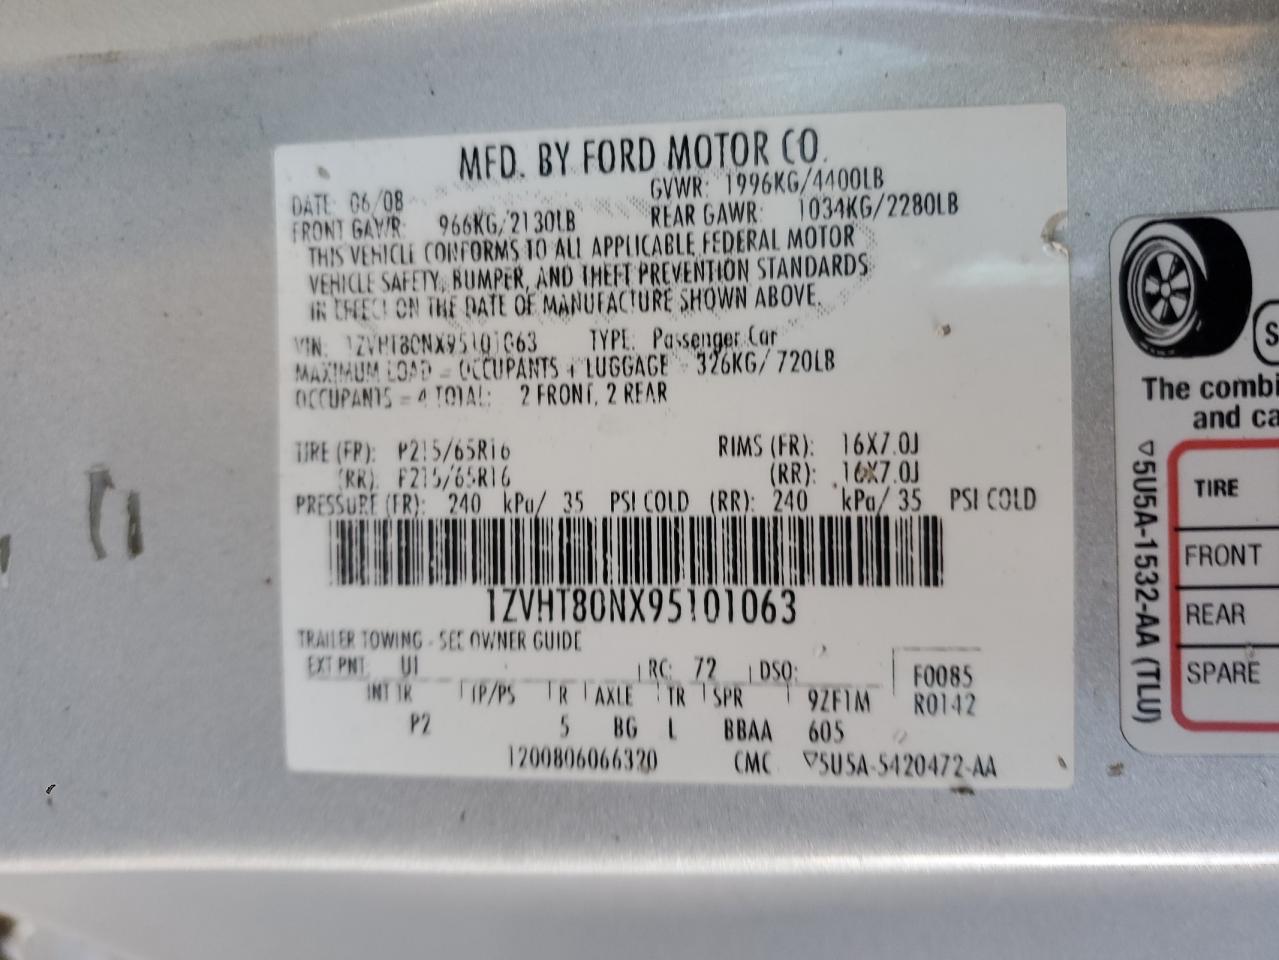 MFD. BY FORD MOTOR CO.
DATE: 06/08 GVWR: 1996KG/4400LB
FRONT GAWR: 966KG/2130LB REAR GAWR: 1034KG/2280LB
THIS VEHICLE CONFORMS TO ALL APPLICABLE FEDERAL MOTOR
VEHICLE SAFETY, BUMPER, AND THEFT PREVENTION STANDARDS
IN EFFECT ON THE DATE OF MANUFACTURE SHOWN ABOVE.
VIN: 1ZVHT80NX95101063 TYPE: Passenger Car
MAXIMUM LOAD = OCCUPANTS + LUGGAGE = 326KG/ 720LB
OCCUPANTS = 4 TOTAL: 2 FRONT, 2 REAR
TIRE (FR): P215/65R16 RIMS (FR): 16X7.0J
(RR): P215/65R16 (RR): 16X7.0J
PRESSURE (FR): 240 kPa/ 35 PSI COLD (RR): 240 kPa/ 35 PSI COLD
1ZVHT80NX95101063
TRAILER TOWING - SEE OWNER GUIDE
EXT PNT: UI RC: 72 DSO: F0085
INT TR TP/PS R AXLE TR SPR 9ZF1M R0142
P2 5 BG L BBAA 605
1200806066320 CMC ▽5U5A-5420472-AA
The combi
and ca
TIRE
FRONT
REAR
SPARE
▽5U5A-1532-AA (TLU)